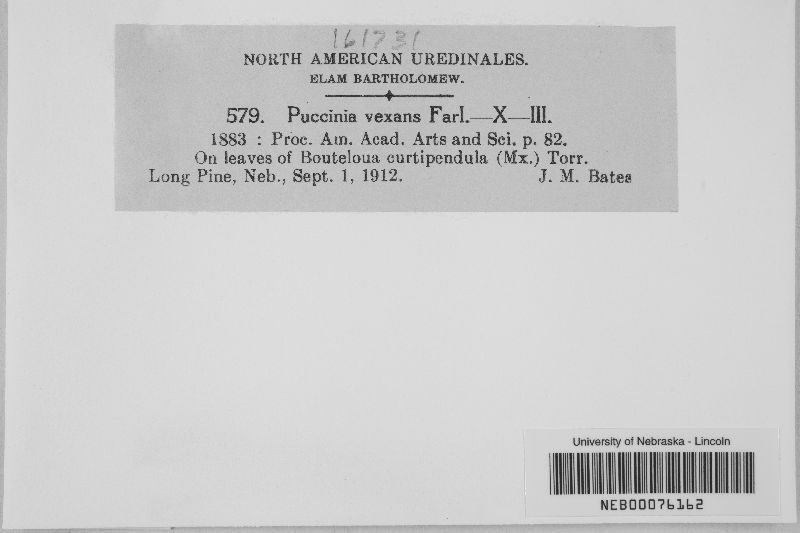 161731
NORTH AMERICAN UREDINALES.
ELAM BARTHOLOMEW.
579. Puccinia vexans Farl.—X—III.
1883 : Proc. Am. Acad. Arts and Sci. p. 82.
On leaves of Bouteloua curtipendula (Mx.) Torr.
Long Pine, Neb., Sept. 1, 1912. J. M. Bates
University of Nebraska - Lincoln
NEB00076162